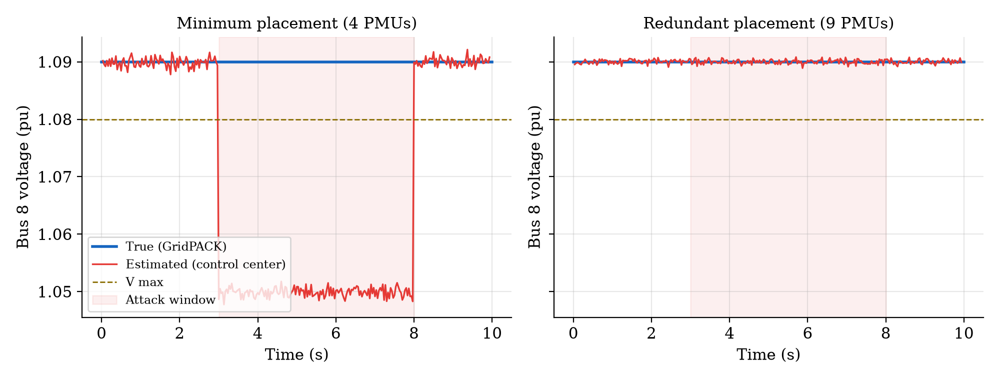 Minimum placement (4 PMUs)
Bus 8 voltage (pu)
1.09
1.08
1.07
1.06
1.05
True (GridPACK)
Estimated (control center)
V max
Attack window
0 2 4 6 8 10
Time (s)
Redundant placement (9 PMUs)
Bus 8 voltage (pu)
0 2 4 6 8 10
Time (s)